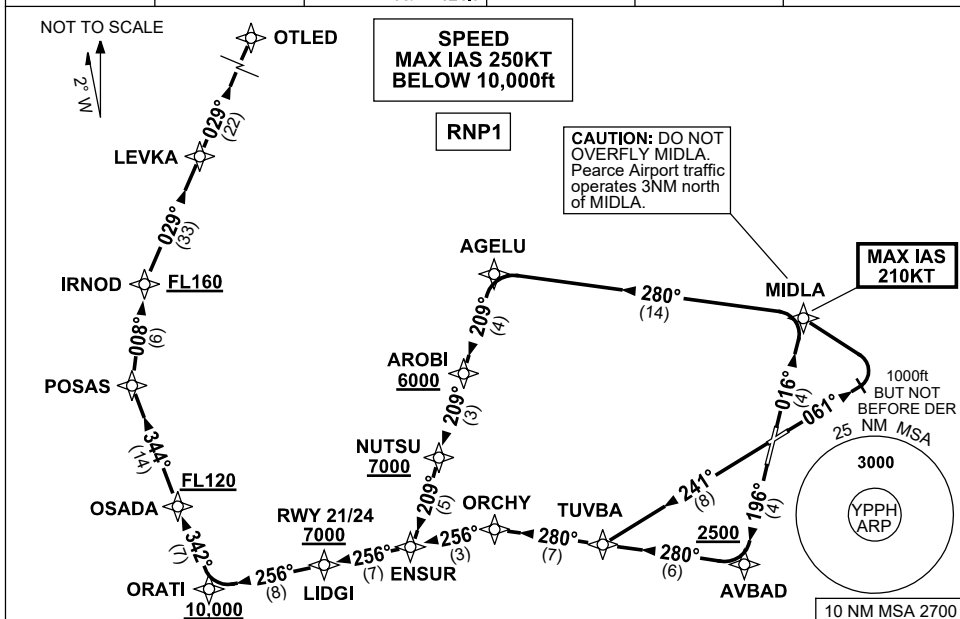 NOT TO SCALE
2° W
OTLED
SPEED
MAX IAS 250KT
BELOW 10,000ft
RNP1
029°
(22)
LEVKA
CAUTION: DO NOT
OVERFLY MIDLA.
Pearce Airport traffic
operates 3NM north
of MIDLA.
029°
(33)
AGELU
MAX IAS
210KT
IRNOD
FL160
MIDLA
280°
(14)
209°
(4)
008°
(6)
AROBI
6000
POSAS
016°
(4)
061°
1000ft
BUT NOT
BEFORE DER
209°
(3)
25 NM MSA
3000
YPPH
ARP
10 NM MSA 2700
344°
(14)
NUTSU
7000
241°
(8)
196°
(4)
209°
(5)
FL120
OSADA
RWY 21/24
7000
ORCHY
TUVBA
2500
342°
(7)
256°
(3)
280°
(7)
280°
(6)
256°
(7)
ENSUR
AVBAD
256°
(8)
LIDGI
ORATI
10,000